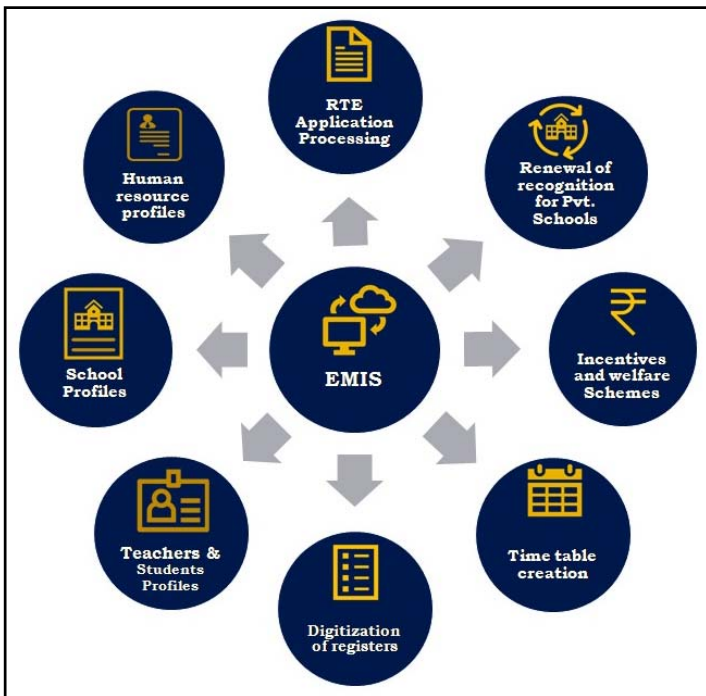 RTE
Application
Processing
Renewal of
recognition
for Pvt.
Schools
₹
Incentives
and welfare
Schemes
Time table
creation
Digitization
of registers
Teachers &
Students
Profiles
School
Profiles
Human
resource
profiles
EMIS